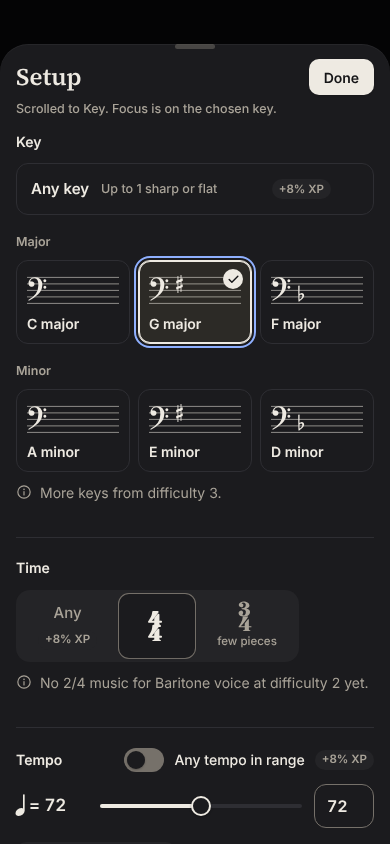 Setup
Done
Scrolled to Key. Focus is on the chosen key.
Key
Any key Up to 1 sharp or flat +8% XP
Major
C major G major F major
Minor
A minor E minor D minor
More keys from difficulty 3.
Time
Any 4/4 3/4
+8% XP few pieces
No 2/4 music for Baritone voice at difficulty 2 yet.
Tempo Any tempo in range +8% XP
♩ = 72 72